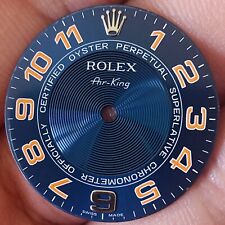 ROLEX
Air-King
OYSTER PERPETUAL SUPERLATIVE CHRONOMETER OFFICIALLY CERTIFIED
1
2
3
4
5
6
7
8
9
10
11
SWISS MADE